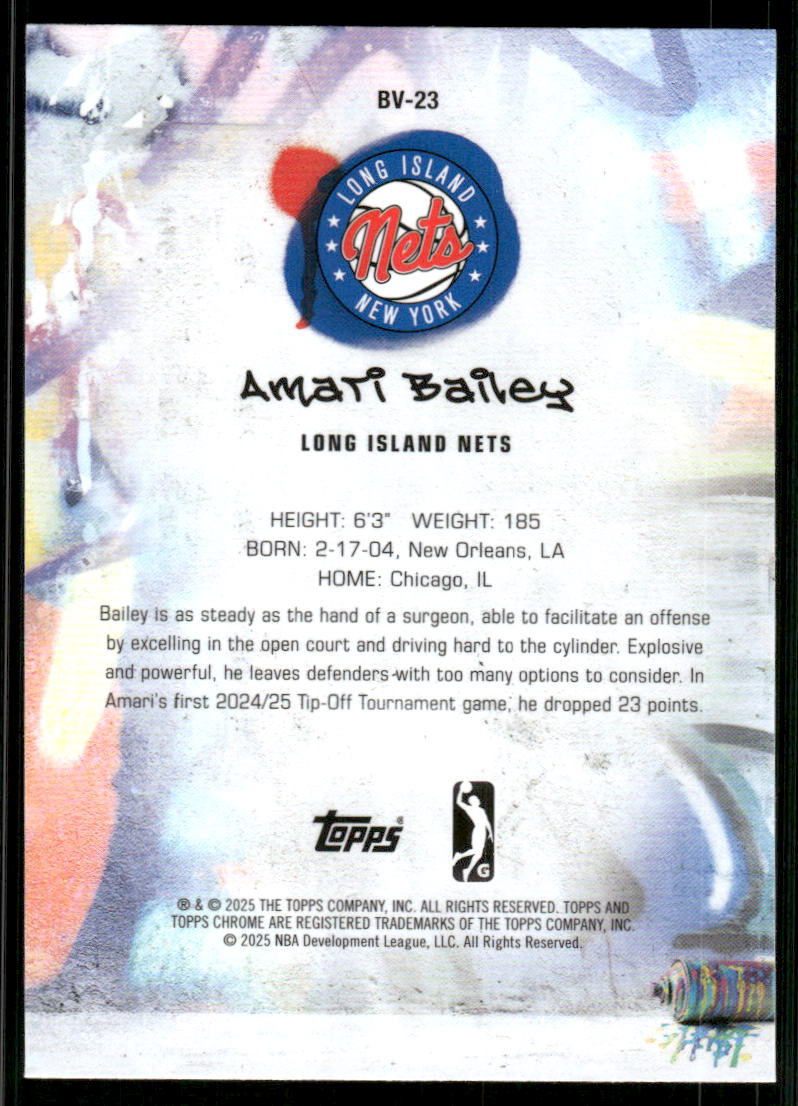 BV-23
LONG ISLAND
Nets
NEW YORK
Amari Bailey
LONG ISLAND NETS
HEIGHT: 6'3" WEIGHT: 185
BORN: 2-17-04, New Orleans, LA
HOME: Chicago, IL
Bailey is as steady as the hand of a surgeon, able to facilitate an offense
by excelling in the open court and driving hard to the cylinder. Explosive
and powerful, he leaves defenders with too many options to consider. In
Amari's first 2024/25 Tip-Off Tournament game, he dropped 23 points.
topps®
G
® & © 2025 THE TOPPS COMPANY, INC. ALL RIGHTS RESERVED. TOPPS AND
TOPPS CHROME ARE REGISTERED TRADEMARKS OF THE TOPPS COMPANY, INC.
© 2025 NBA Development League, LLC. All Rights Reserved.